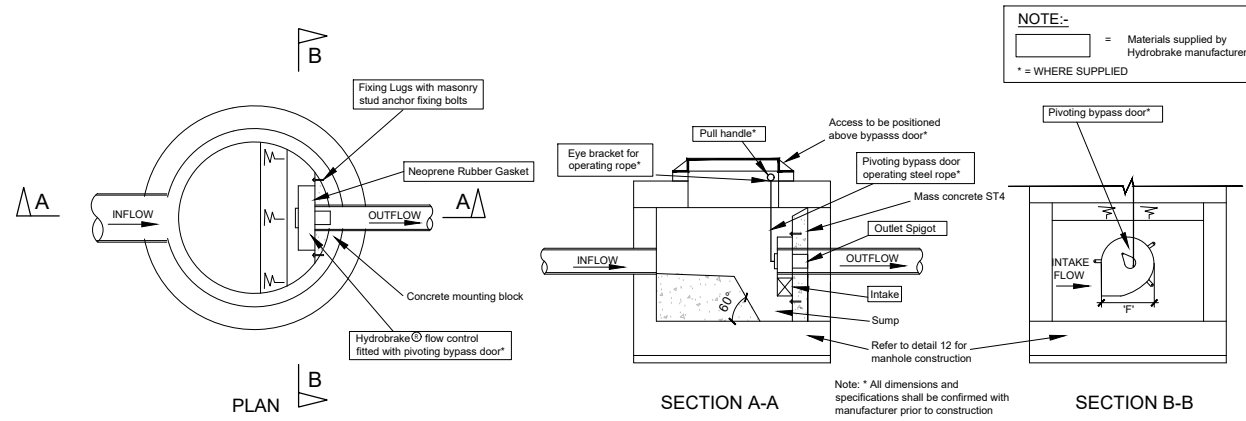 NOTE:-
= Materials supplied by
Hydrobrake manufacturer
* = WHERE SUPPLIED
B
Fixing Lugs with masonry
stud anchor fixing bolts
Neoprene Rubber Gasket
A
INFLOW
OUTFLOW
A
Concrete mounting block
Hydrobrake ® flow control
fitted with pivoting bypass door*
B
PLAN
Pull handle*
Access to be positioned
above bypasss door*
Eye bracket for
operating rope*
Pivoting bypass door
operating steel rope*
Mass concrete ST4
Outlet Spigot
INFLOW
OUTFLOW
60°
Intake
Sump
Refer to detail 12 for
manhole construction
Note: * All dimensions and
specifications shall be confirmed with
manufacturer prior to construction
SECTION A-A
Pivoting bypass door*
INTAKE
FLOW
'F'
SECTION B-B